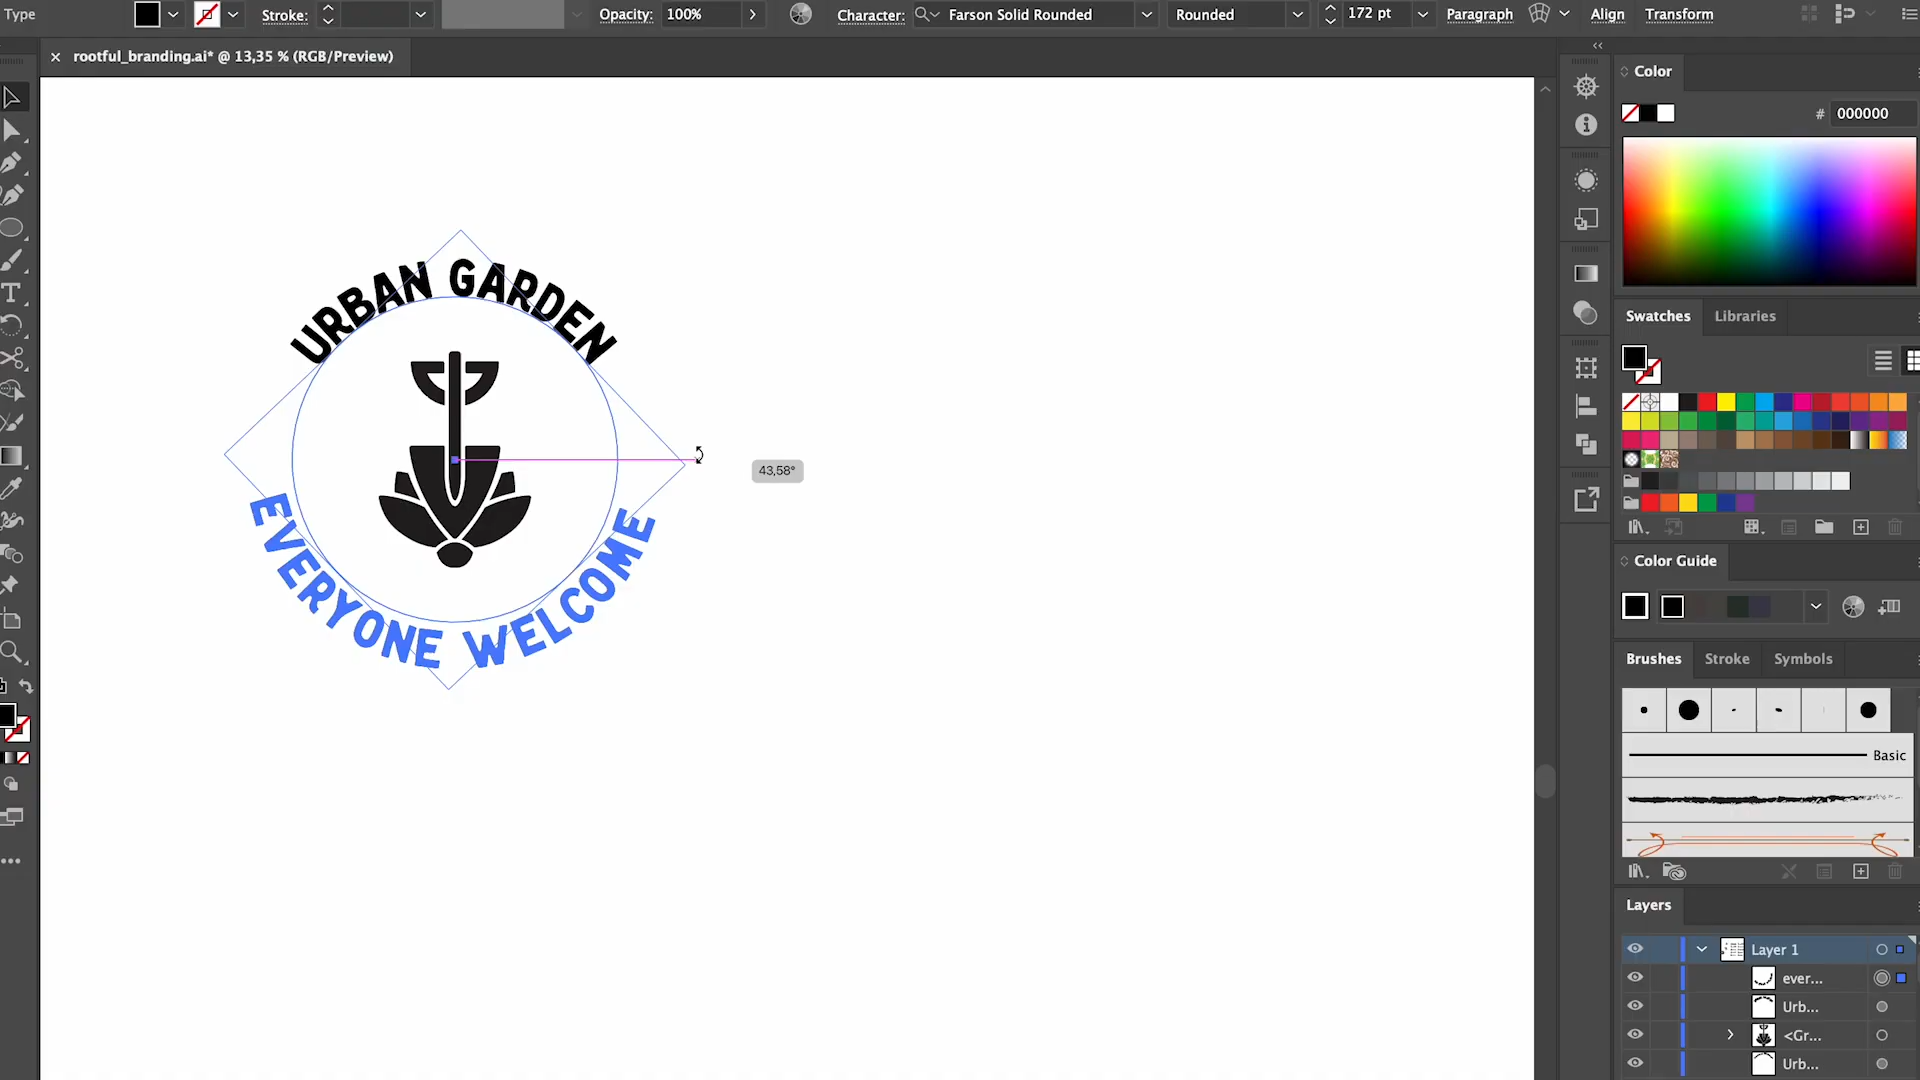 Type
Stroke:
Opacity: 100%
Character: Farson Solid Rounded
Rounded
172 pt
Paragraph
Align
Transform
rootful_branding.ai* @ 13,35 % (RGB/Preview)
URBAN GARDEN
EVERYONE WELCOME
43,58°
Color
# 000000
Swatches
Libraries
Color Guide
Brushes
Stroke
Symbols
Basic
Layers
Layer 1
ever...
Urb...
<Gr...
Urb...